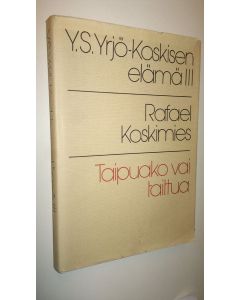 Y.S.Yrjö-Koskisen
elämä III
Rafael
Koskimies
Taipuako vai
taittua